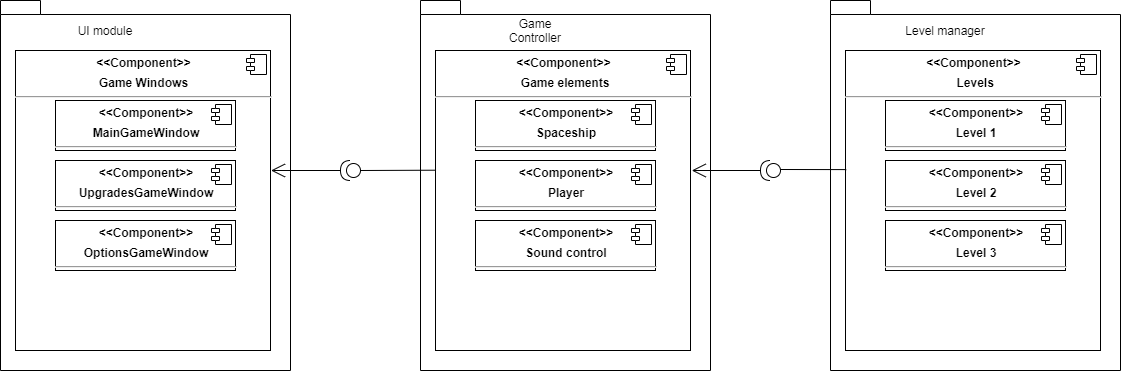 UI module
<<Component>>
Game Windows
<<Component>>
MainGameWindow
<<Component>>
UpgradesGameWindow
<<Component>>
OptionsGameWindow
Game
Controller
<<Component>>
Game elements
<<Component>>
Spaceship
<<Component>>
Player
<<Component>>
Sound control
Level manager
<<Component>>
Levels
<<Component>>
Level 1
<<Component>>
Level 2
<<Component>>
Level 3